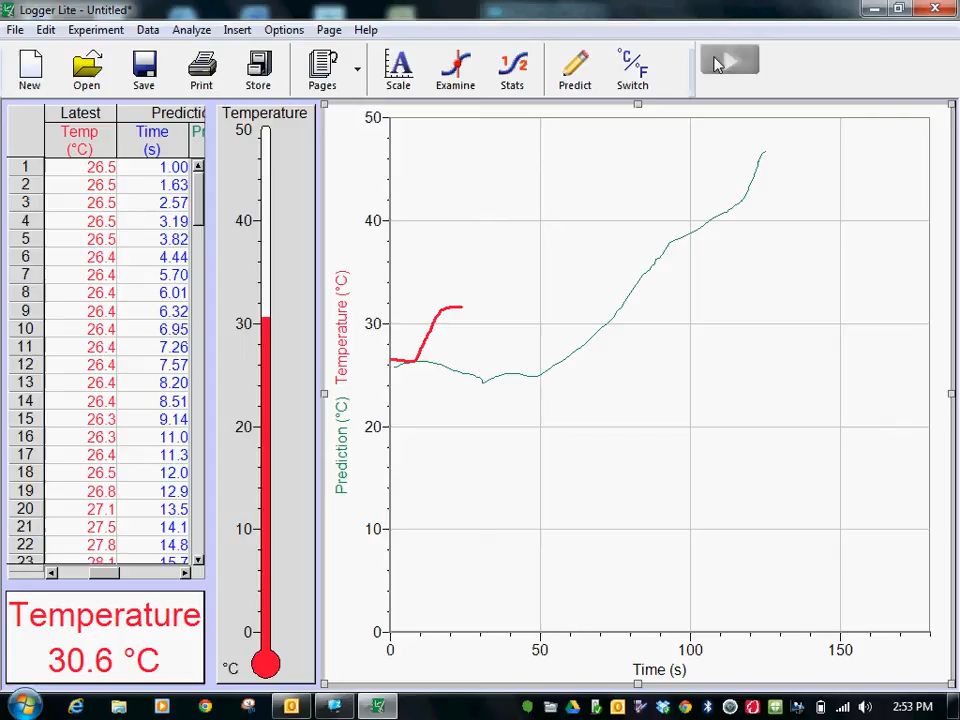 Logger Lite - Untitled*
File Edit Experiment Data Analyze Insert Options Page Help
New Open Save Print Store Pages Scale Examine Stats Predict °C/°F Switch
Latest Predictic Temperature
Temp Time Pr
(°C) (s)
1 26.5 1.00
2 26.5 1.63
3 26.5 2.57
4 26.5 3.19
5 26.5 3.82
6 26.4 4.44
7 26.4 5.70
8 26.4 6.01
9 26.4 6.32
10 26.4 6.95
11 26.4 7.26
12 26.4 7.57
13 26.4 8.20
14 26.4 8.51
15 26.3 9.14
16 26.3 11.0
17 26.4 11.3
18 26.5 12.0
19 26.8 12.9
20 27.1 13.5
21 27.5 14.1
22 27.8 14.8
23 28.1 15.7
Temperature
30.6 °C
50
40
30
20
10
0
°C
Prediction (°C) Temperature (°C)
50
40
30
20
10
0
0 50 100 150
Time (s)
2:53 PM